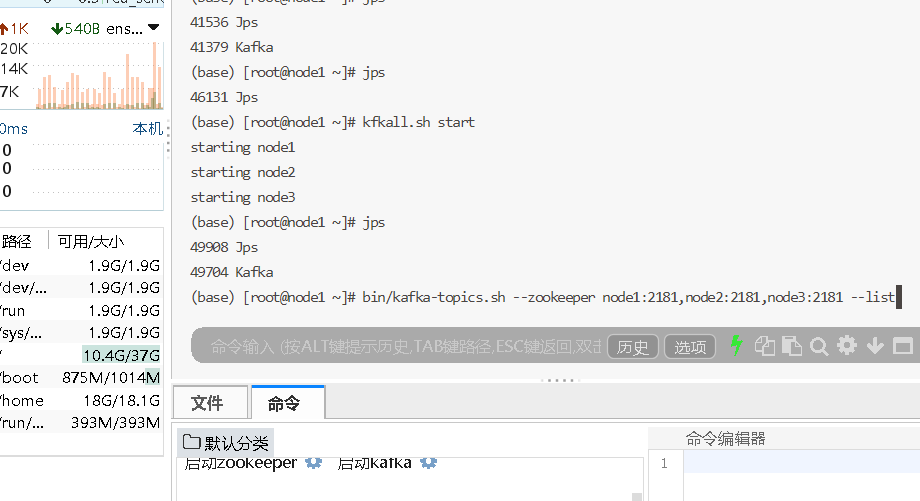 1K 540B ens...
20K
14K
7K
0ms 本机
0
0
0
路径 可用/大小
/dev 1.9G/1.9G
/dev/... 1.9G/1.9G
/run 1.9G/1.9G
/sys/... 1.9G/1.9G
/ 10.4G/37G
/boot 875M/1014M
/home 18G/18.1G
/run/... 393M/393M
(base) [root@node1 ~]# jps
41536 Jps
41379 Kafka
(base) [root@node1 ~]# jps
46131 Jps
(base) [root@node1 ~]# kfkall.sh start
starting node1
starting node2
starting node3
(base) [root@node1 ~]# jps
49908 Jps
49704 Kafka
(base) [root@node1 ~]# bin/kafka-topics.sh --zookeeper node1:2181,node2:2181,node3:2181 --list
命令输入 (按ALT键提示历史,TAB键路径,ESC键返回,双击 历史 选项
文件 命令
默认分类
启动zookeeper 启动kafka
命令编辑器
1